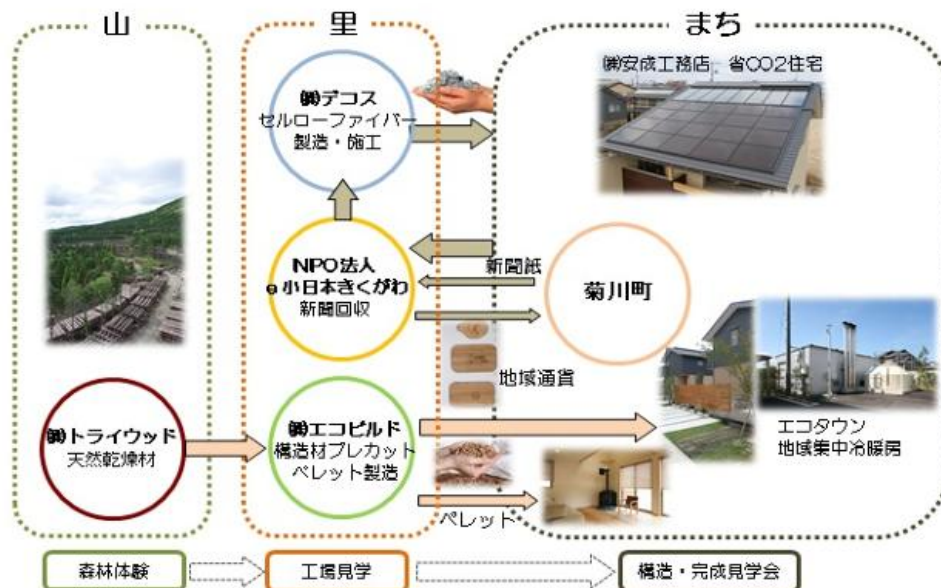 山
里
まち
㈱デコス
セルローファイバー
製造・施工
㈱安成工務店 省CO2住宅
NPO法人
e小日本きくがわ
新聞回収
新聞紙
菊川町
地域通貨
㈱トライウッド
天然乾燥材
㈱エコビルド
構造材プレカット
ペレット製造
エコタウン
地域集中冷暖房
ペレット
森林体験
工場見学
構造・完成見学会